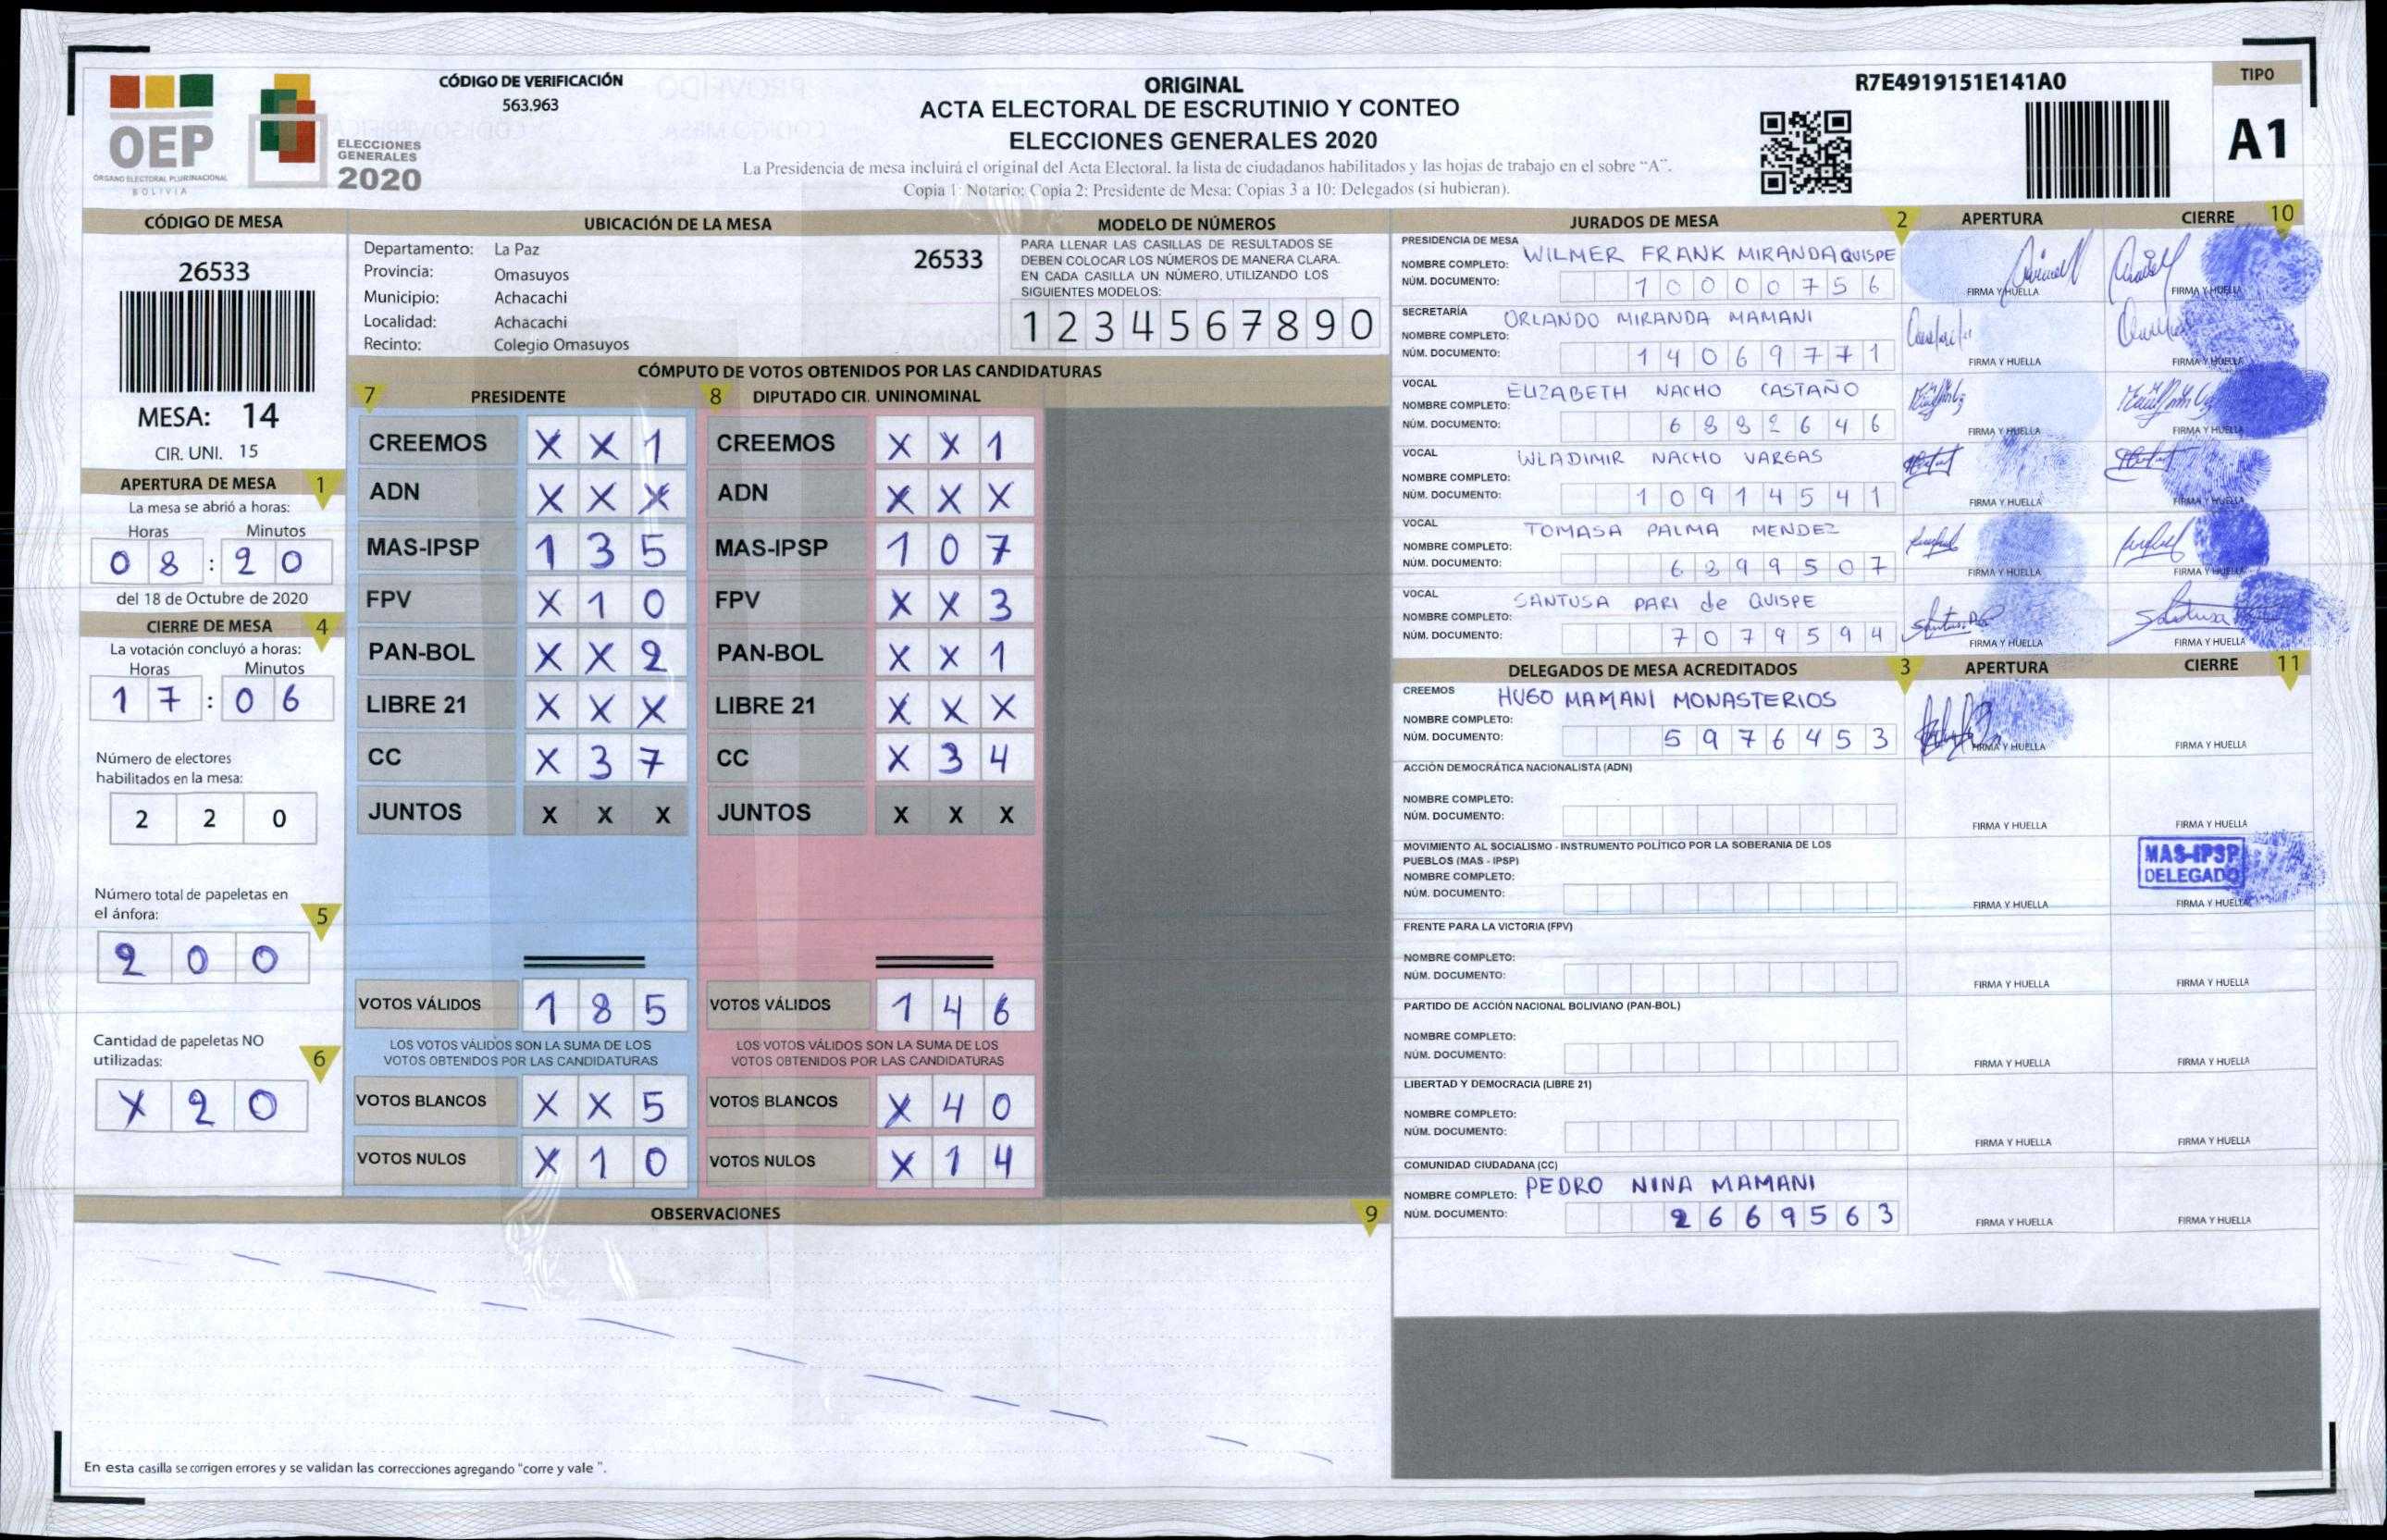 CÓDIGO DE VERIFICACIÓN
563.963
ORIGINAL
ACTA ELECTORAL DE ESCRUTINIO Y CONTEO
ELECCIONES GENERALES 2020
La Presidencia de mesa incluirá el original del Acta Electoral, la lista de ciudadanos habilitados y las hojas de trabajo en el sobre "A".
Copia 1: Notario; Copia 2: Presidente de Mesa; Copias 3 a 10: Delegados (si hubieran).
R7E4919151E141A0
TIPO
A1
OEP
ÓRGANO ELECTORAL PLURINACIONAL
BOLIVIA
ELECCIONES
GENERALES
2020
CÓDIGO DE MESA
26533
MESA: 14
CIR. UNI. 15
APERTURA DE MESA 1
La mesa se abrió a horas:
Horas Minutos
08 : 20
del 18 de Octubre de 2020
CIERRE DE MESA 4
La votación concluyó a horas:
Horas Minutos
17 : 06
Número de electores
habilitados en la mesa:
2 2 0
Número total de papeletas en
el ánfora: 5
2 0 0
Cantidad de papeletas NO
utilizadas: 6
X 2 0
UBICACIÓN DE LA MESA
Departamento: La Paz 26533
Provincia: Omasuyos
Municipio: Achacachi
Localidad: Achacachi
Recinto: Colegio Omasuyos
MODELO DE NÚMEROS
PARA LLENAR LAS CASILLAS DE RESULTADOS SE
DEBEN COLOCAR LOS NÚMEROS DE MANERA CLARA.
EN CADA CASILLA UN NÚMERO, UTILIZANDO LOS
SIGUIENTES MODELOS:
1 2 3 4 5 6 7 8 9 0
CÓMPUTO DE VOTOS OBTENIDOS POR LAS CANDIDATURAS
7 PRESIDENTE 8 DIPUTADO CIR. UNINOMINAL
CREEMOS X X 1 CREEMOS X X 1
ADN X X X ADN X X X
MAS-IPSP 1 3 5 MAS-IPSP 1 0 7
FPV X 1 0 FPV X X 3
PAN-BOL X X 2 PAN-BOL X X 1
LIBRE 21 X X X LIBRE 21 X X X
CC X 3 7 CC X 3 4
JUNTOS X X X JUNTOS X X X
VOTOS VÁLIDOS 1 8 5 VOTOS VÁLIDOS 1 4 6
LOS VOTOS VÁLIDOS SON LA SUMA DE LOS
VOTOS OBTENIDOS POR LAS CANDIDATURAS
LOS VOTOS VÁLIDOS SON LA SUMA DE LOS
VOTOS OBTENIDOS POR LAS CANDIDATURAS
VOTOS BLANCOS X X 5 VOTOS BLANCOS X 4 0
VOTOS NULOS X 1 0 VOTOS NULOS X 1 4
OBSERVACIONES 9
En esta casilla se corrigen errores y se validan las correcciones agregando "corre y vale ".
JURADOS DE MESA 2 APERTURA CIERRE 10
PRESIDENCIA DE MESA
NOMBRE COMPLETO: WILMER FRANK MIRANDA QUISPE
NÚM. DOCUMENTO: 10000756
FIRMA Y HUELLA FIRMA Y HUELLA
SECRETARÍA
NOMBRE COMPLETO: ORLANDO MIRANDA MAMANI
NÚM. DOCUMENTO: 14069771
FIRMA Y HUELLA FIRMA Y HUELLA
VOCAL
NOMBRE COMPLETO: ELIZABETH NACHO CASTAÑO
NÚM. DOCUMENTO: 6882646
FIRMA Y HUELLA FIRMA Y HUELLA
VOCAL
NOMBRE COMPLETO: WLADIMIR NACHO VARGAS
NÚM. DOCUMENTO: 10914541
FIRMA Y HUELLA FIRMA Y HUELLA
VOCAL
NOMBRE COMPLETO: TOMASA PALMA MENDEZ
NÚM. DOCUMENTO: 6899507
FIRMA Y HUELLA FIRMA Y HUELLA
VOCAL
NOMBRE COMPLETO: SANTUSA PARI de QUISPE
NÚM. DOCUMENTO: 7079594
FIRMA Y HUELLA FIRMA Y HUELLA
DELEGADOS DE MESA ACREDITADOS 3 APERTURA CIERRE 11
CREEMOS
NOMBRE COMPLETO: HUGO MAMANI MONASTERIOS
NÚM. DOCUMENTO: 5976453
FIRMA Y HUELLA FIRMA Y HUELLA
ACCIÓN DEMOCRÁTICA NACIONALISTA (ADN)
NOMBRE COMPLETO:
NÚM. DOCUMENTO:
FIRMA Y HUELLA FIRMA Y HUELLA
MOVIMIENTO AL SOCIALISMO - INSTRUMENTO POLÍTICO POR LA SOBERANIA DE LOS
PUEBLOS (MAS - IPSP)
NOMBRE COMPLETO:
NÚM. DOCUMENTO:
MAS-IPSP
DELEGADO
FIRMA Y HUELLA FIRMA Y HUELLA
FRENTE PARA LA VICTORIA (FPV)
NOMBRE COMPLETO:
NÚM. DOCUMENTO:
FIRMA Y HUELLA FIRMA Y HUELLA
PARTIDO DE ACCIÓN NACIONAL BOLIVIANO (PAN-BOL)
NOMBRE COMPLETO:
NÚM. DOCUMENTO:
FIRMA Y HUELLA FIRMA Y HUELLA
LIBERTAD Y DEMOCRACIA (LIBRE 21)
NOMBRE COMPLETO:
NÚM. DOCUMENTO:
FIRMA Y HUELLA FIRMA Y HUELLA
COMUNIDAD CIUDADANA (CC)
NOMBRE COMPLETO: PEDRO NINA MAMANI
NÚM. DOCUMENTO: 2669563
FIRMA Y HUELLA FIRMA Y HUELLA